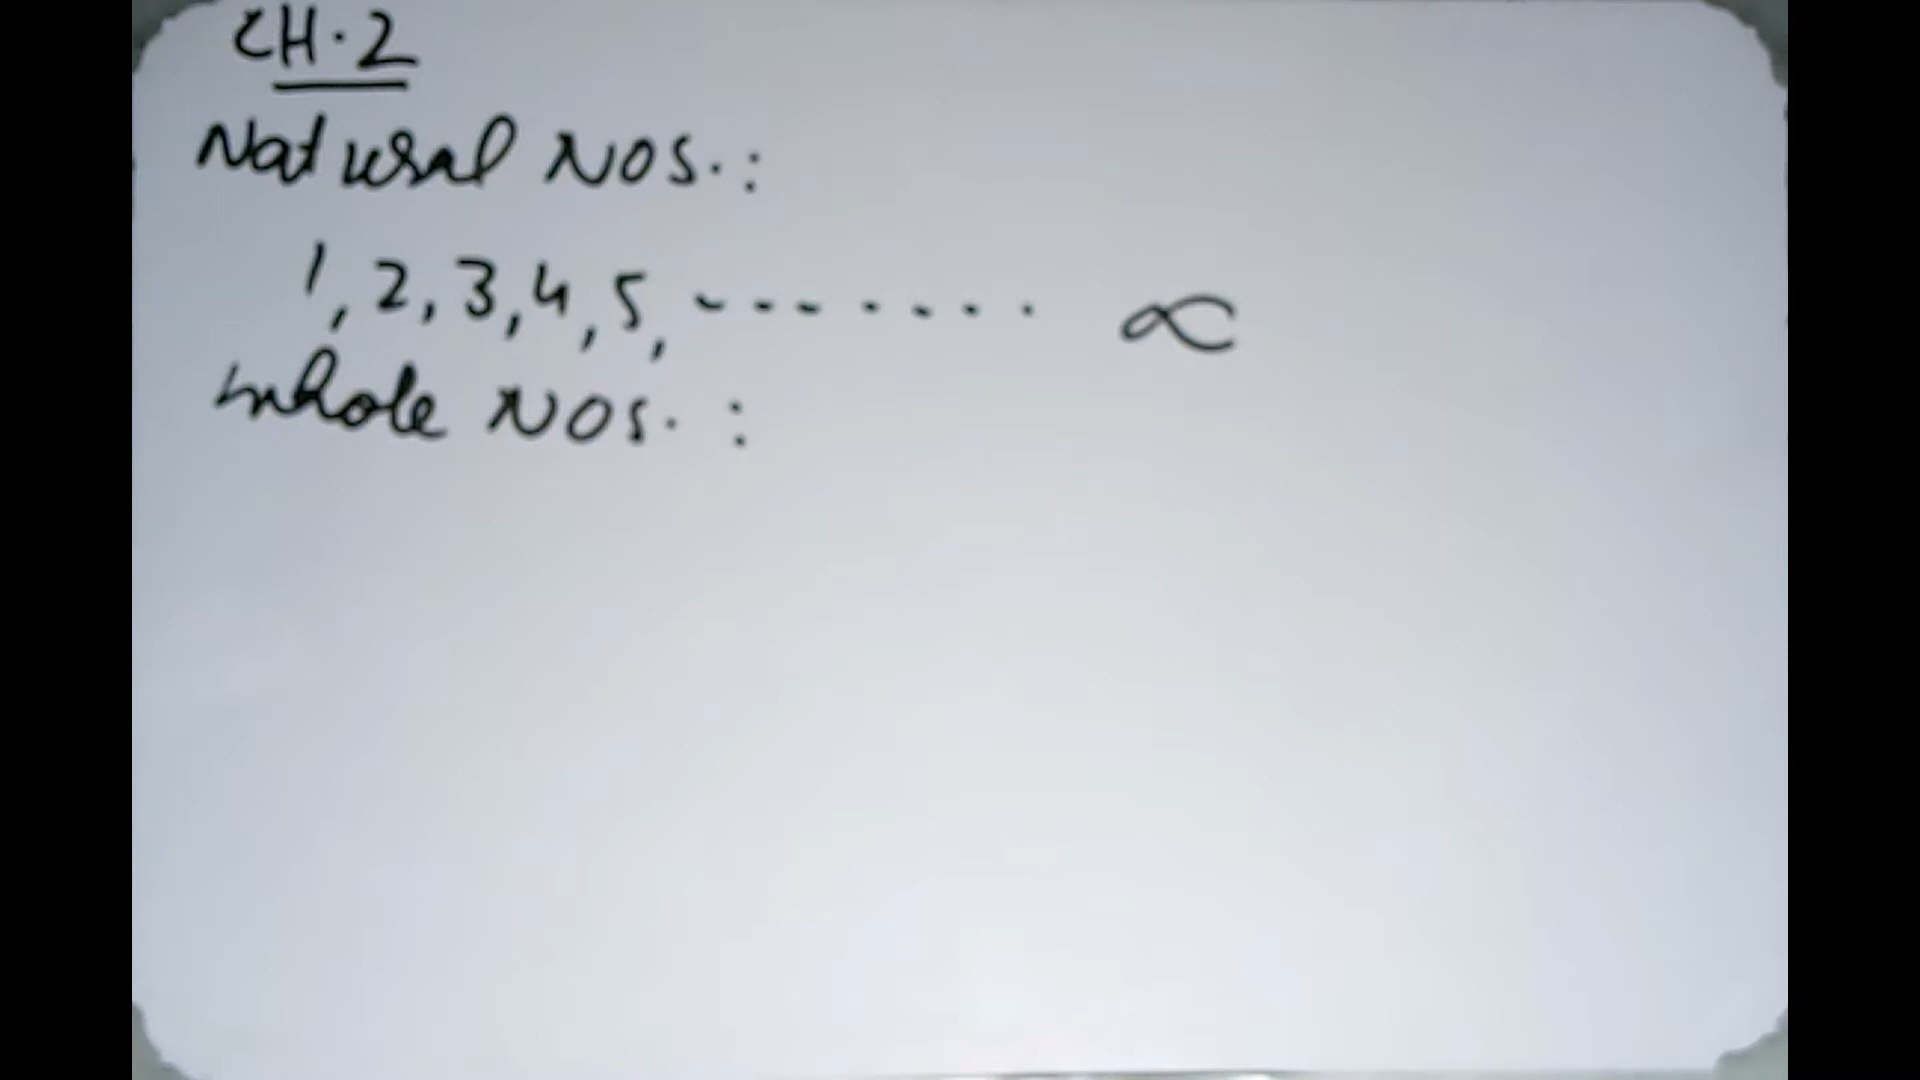 CH.2
Natural NOS.:
1, 2, 3, 4, 5, -------- ∞
Whole NOS. :